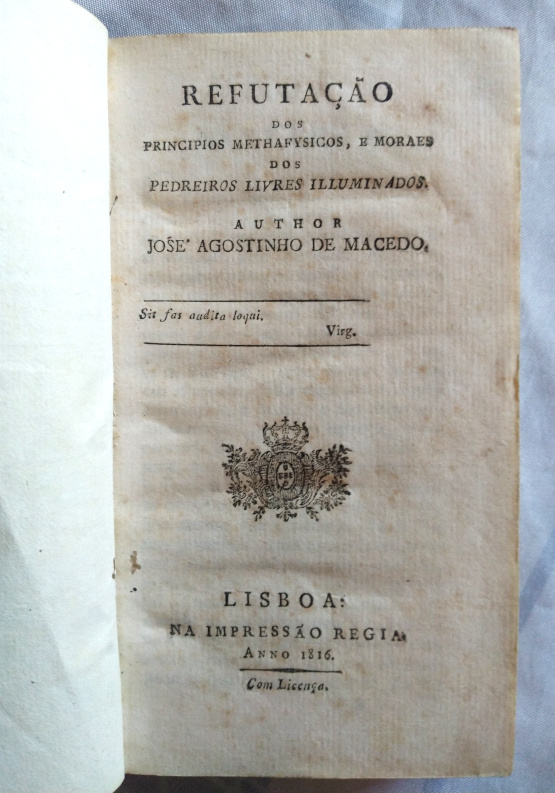 REFUTAÇÃO
DOS
PRINCIPIOS METHAFYSICOS, E MORAES
DOS
PEDREIROS LIVRES ILLUMINADOS.
AUTHOR
JOSE' AGOSTINHO DE MACEDO.
Sit fas audita loqui.
Virg.
LISBOA:
NA IMPRESSÃO REGIA.
ANNO 1816.
Com Licença.